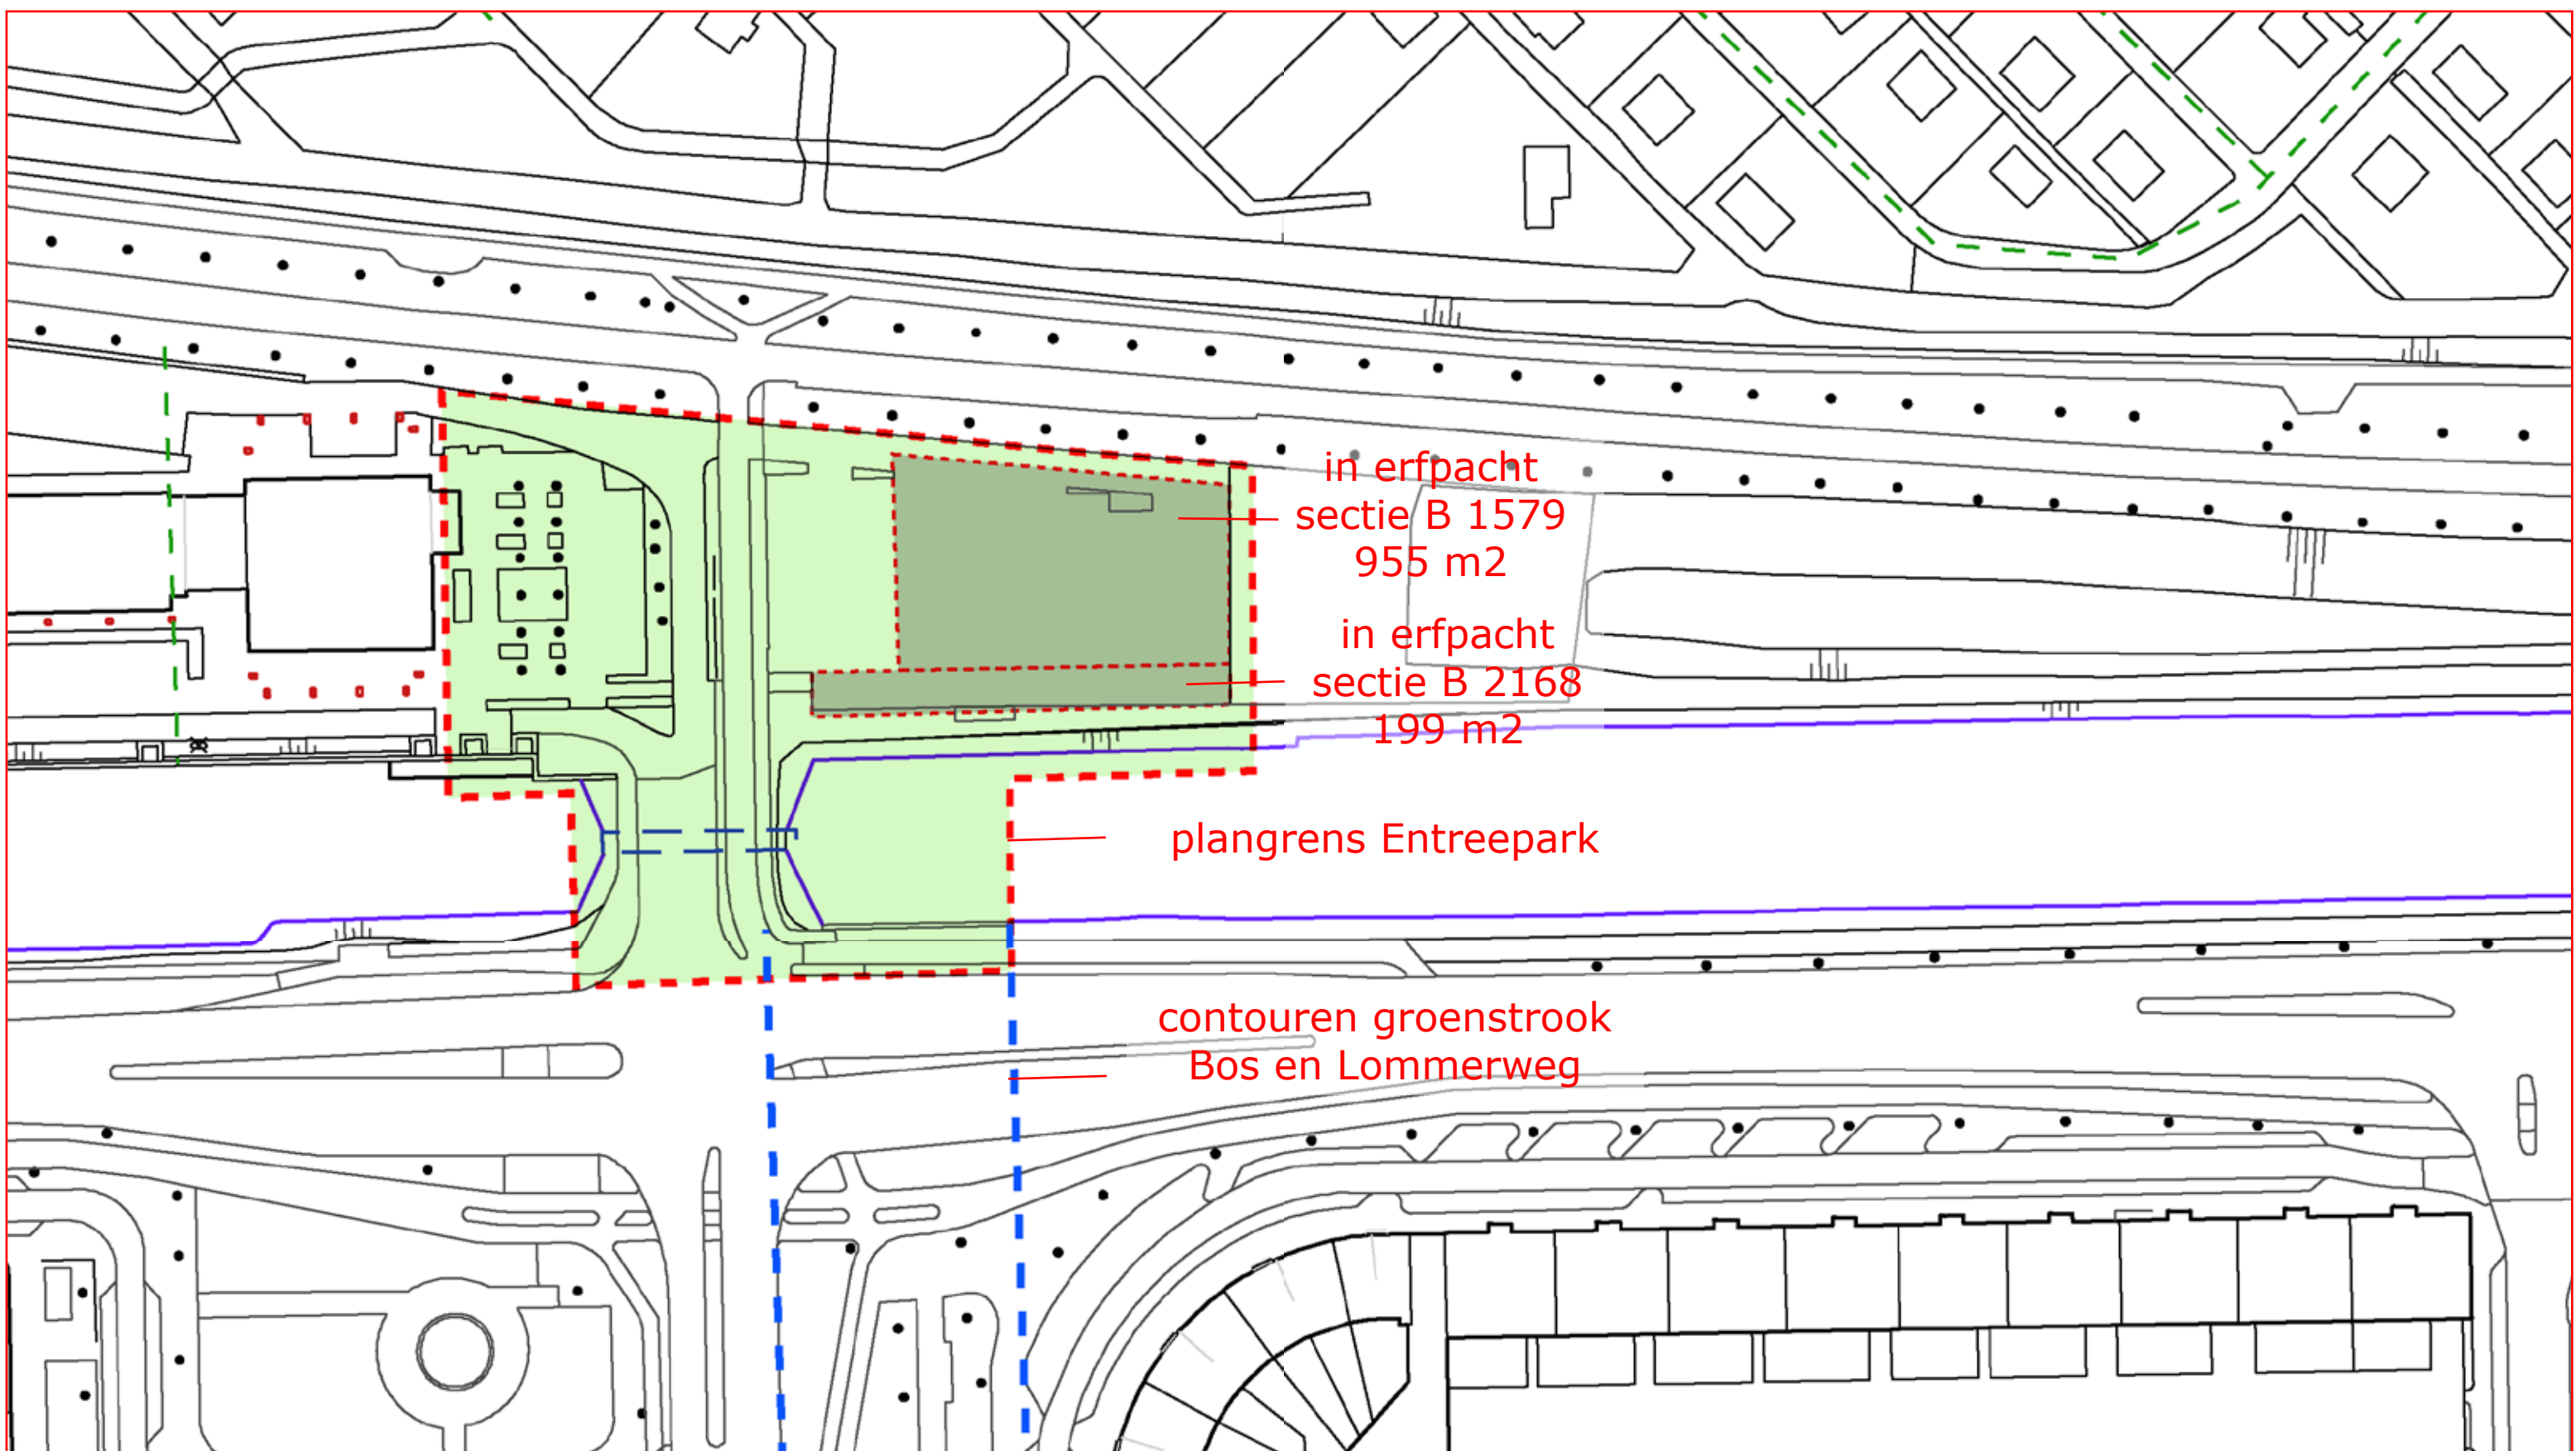 in erfpacht
sectie B 1579
955 m2
in erfpacht
sectie B 2168
199 m2
plangrens Entreepark
contouren groenstrook
Bos en Lommerweg